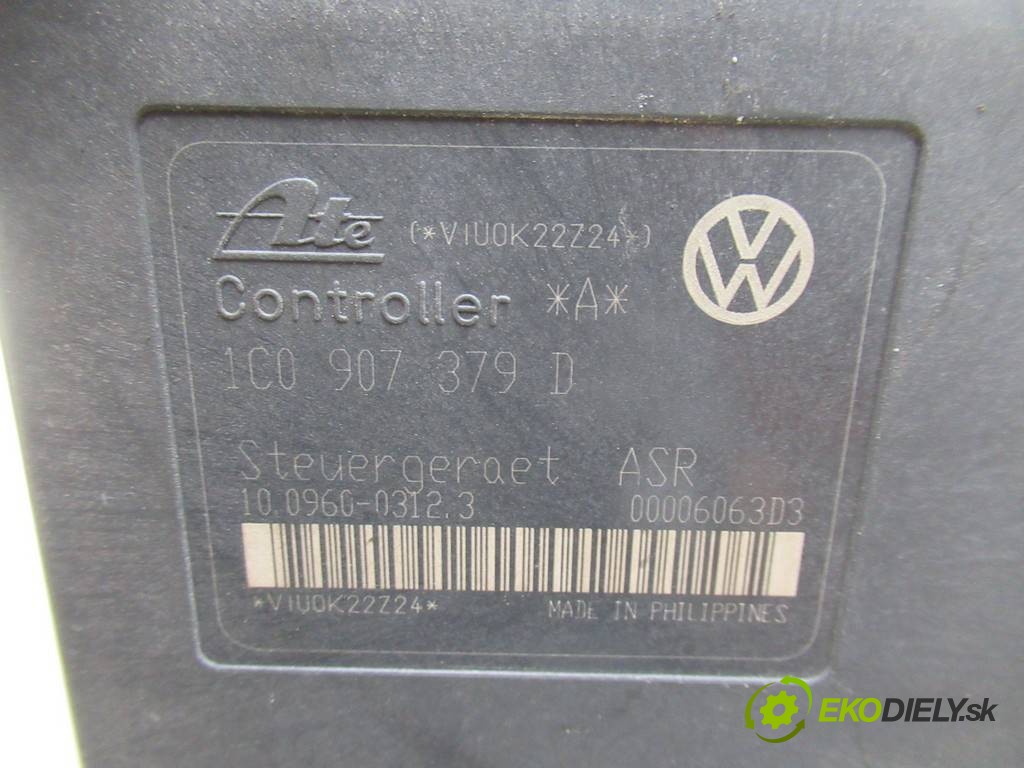 Ate (*VIU0K22Z24*)
Controller *A*
1C0 907 379 D
Steuergeraet ASR
10.0960-0312.3 00006063D3
*VIU0K22Z24* MADE IN PHILIPPINES
EKODIELY.sk